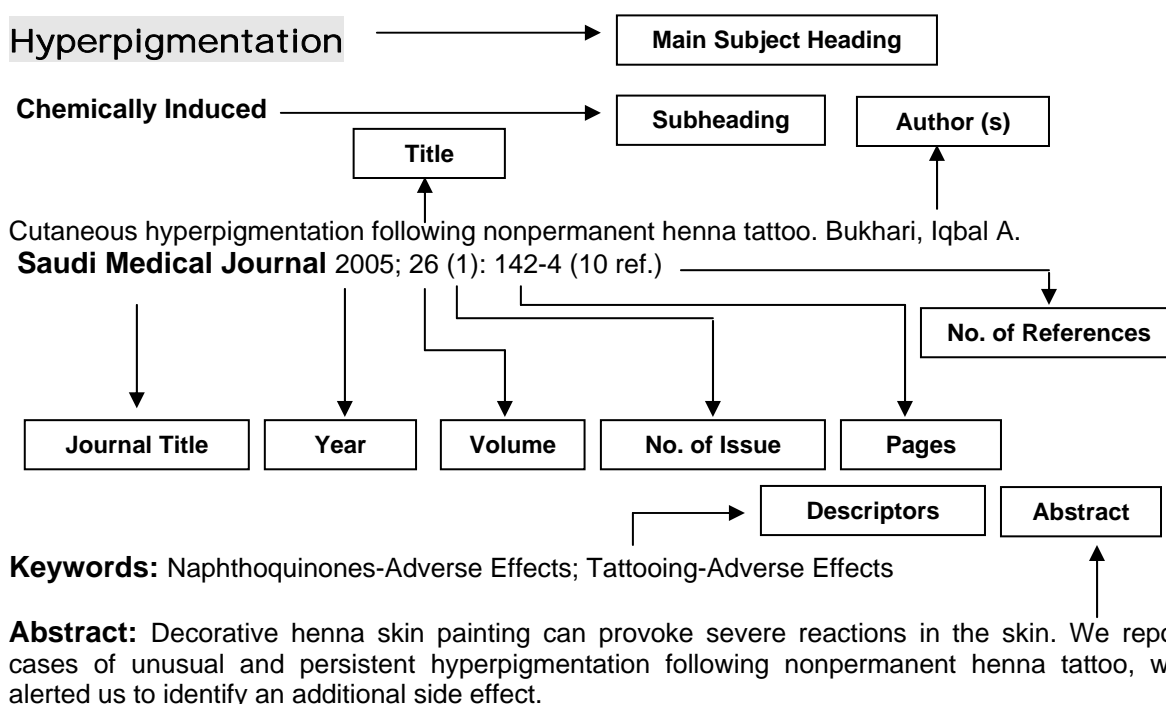 Hyperpigmentation
Main Subject Heading
Chemically Induced
Subheading
Author (s)
Title
Cutaneous hyperpigmentation following nonpermanent henna tattoo. Bukhari, Iqbal A.
Saudi Medical Journal 2005; 26 (1): 142-4 (10 ref.)
No. of References
Journal Title
Year
Volume
No. of Issue
Pages
Descriptors
Abstract
Keywords: Naphthoquinones-Adverse Effects; Tattooing-Adverse Effects
Abstract: Decorative henna skin painting can provoke severe reactions in the skin. We
cases of unusual and persistent hyperpigmentation following nonpermanent henna tattoo,
alerted us to identify an additional side effect.